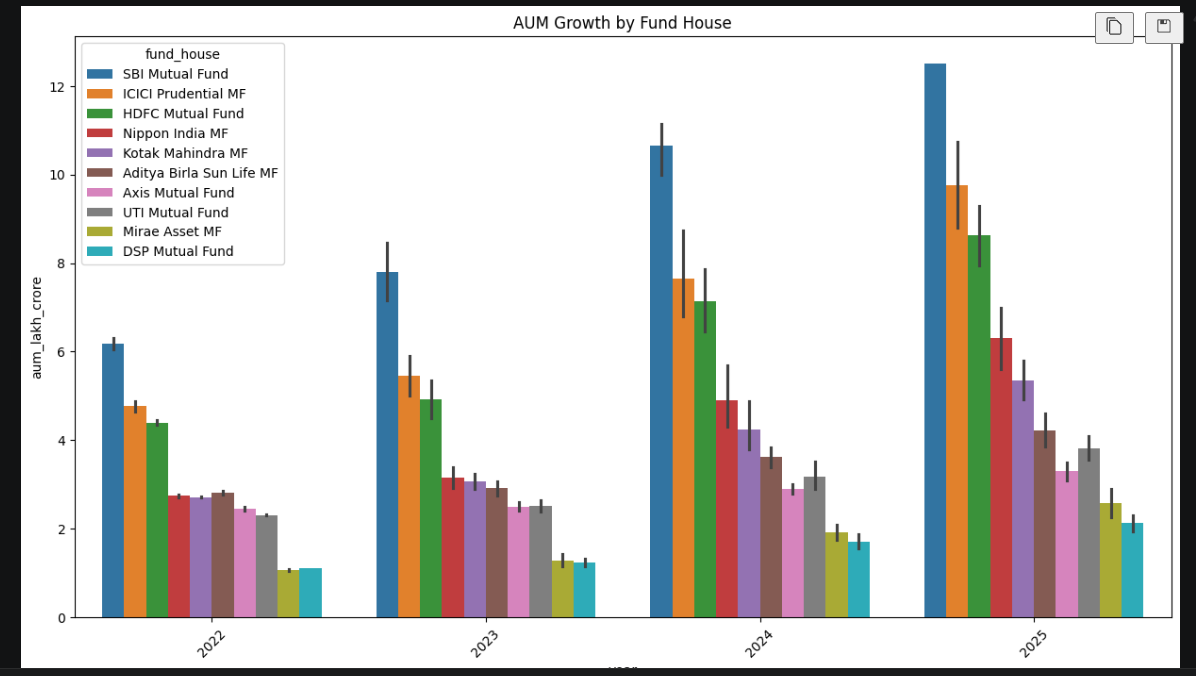 AUM Growth by Fund House
fund_house
SBI Mutual Fund
ICICI Prudential MF
HDFC Mutual Fund
Nippon India MF
Kotak Mahindra MF
Aditya Birla Sun Life MF
Axis Mutual Fund
UTI Mutual Fund
Mirae Asset MF
DSP Mutual Fund
aum_lakh_crore
12
10
8
6
4
2
0
2022
2023
2024
2025